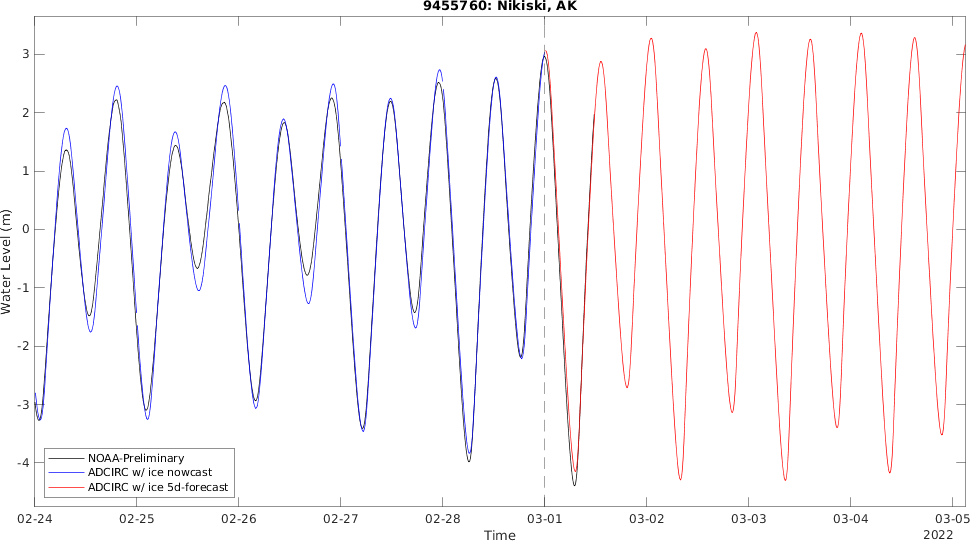 9455760: Nikiski, AK
3
2
1
0
-1
-2
-3
-4
Water Level (m)
NOAA-Preliminary
ADCIRC w/ ice nowcast
ADCIRC w/ ice 5d-forecast
02-24 02-25 02-26 02-27 02-28 03-01 03-02 03-03 03-04 03-05
Time
2022